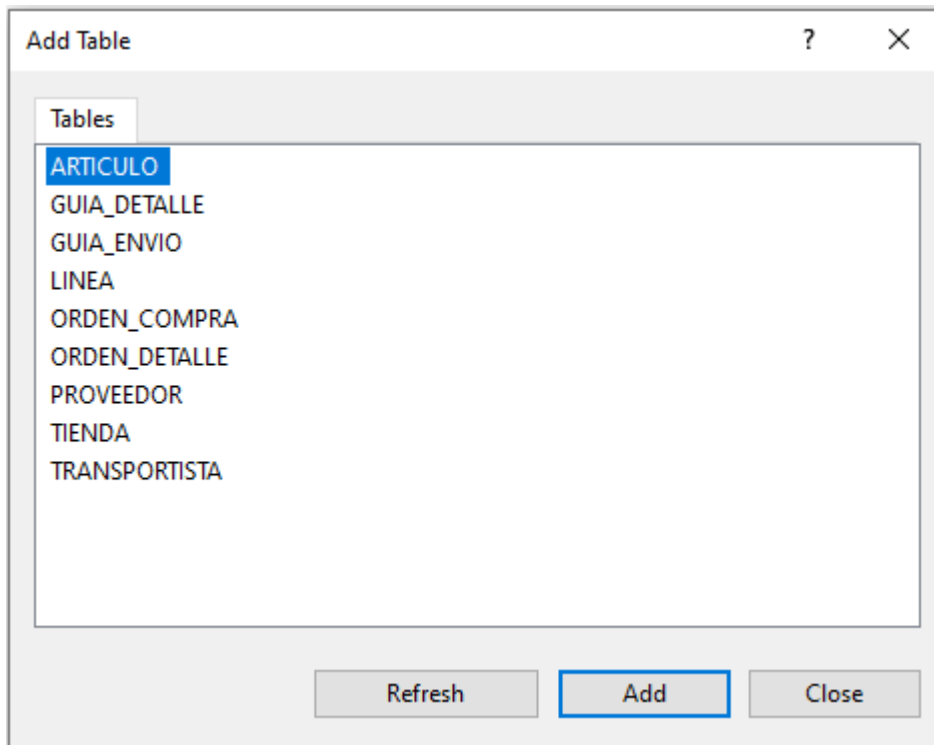 Add Table ?
Tables
ARTICULO
GUIA_DETALLE
GUIA_ENVIO
LINEA
ORDEN_COMPRA
ORDEN_DETALLE
PROVEEDOR
TIENDA
TRANSPORTISTA
Refresh Add Close